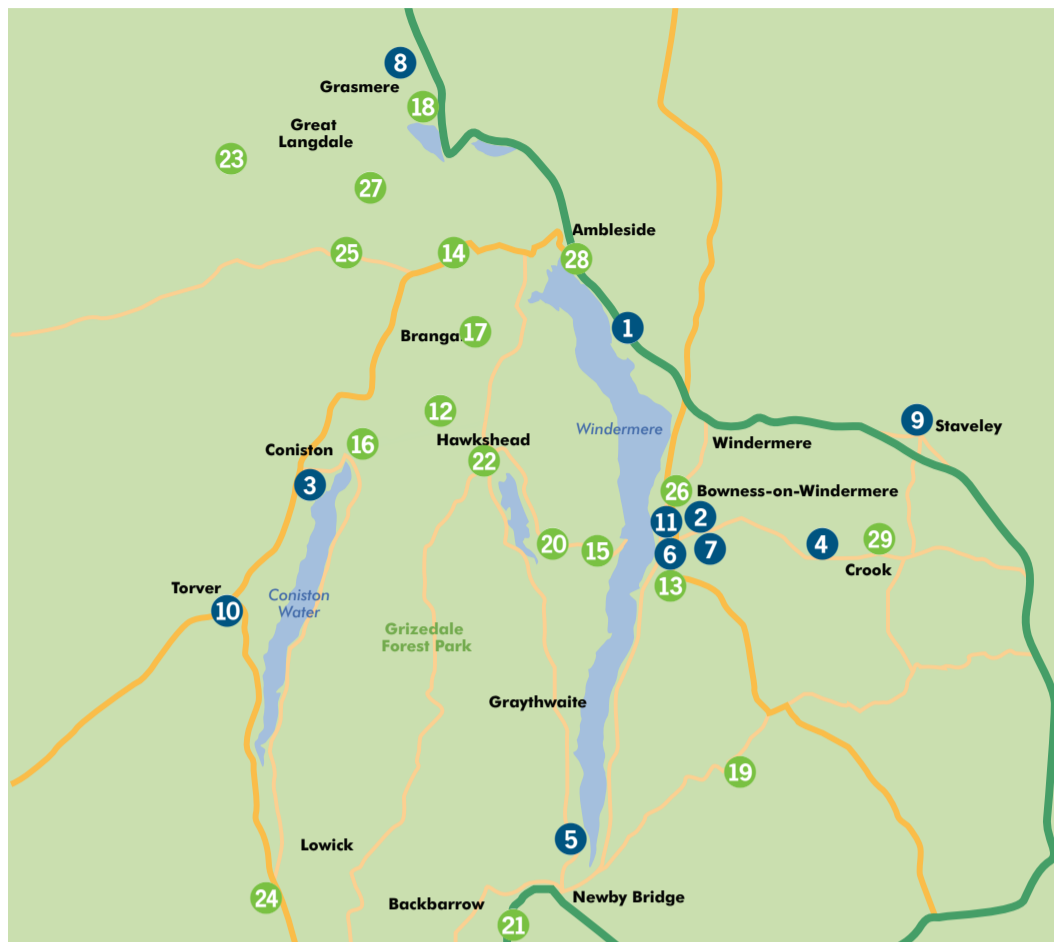 8
Grasmere
18
Great
Langdale
23
27
Ambleside
25
14
28
1
Branga
17
12
9
Staveley
Hawkshead
Windermere
Windermere
16
Coniston
22
3
26
Bowness-on-Windermere
11
2
20
15
6
7
4
29
Crook
13
Torver
10
Coniston
Water
Grizedale
Forest Park
Graythwaite
19
5
Lowick
24
Backbarrow
Newby Bridge
21